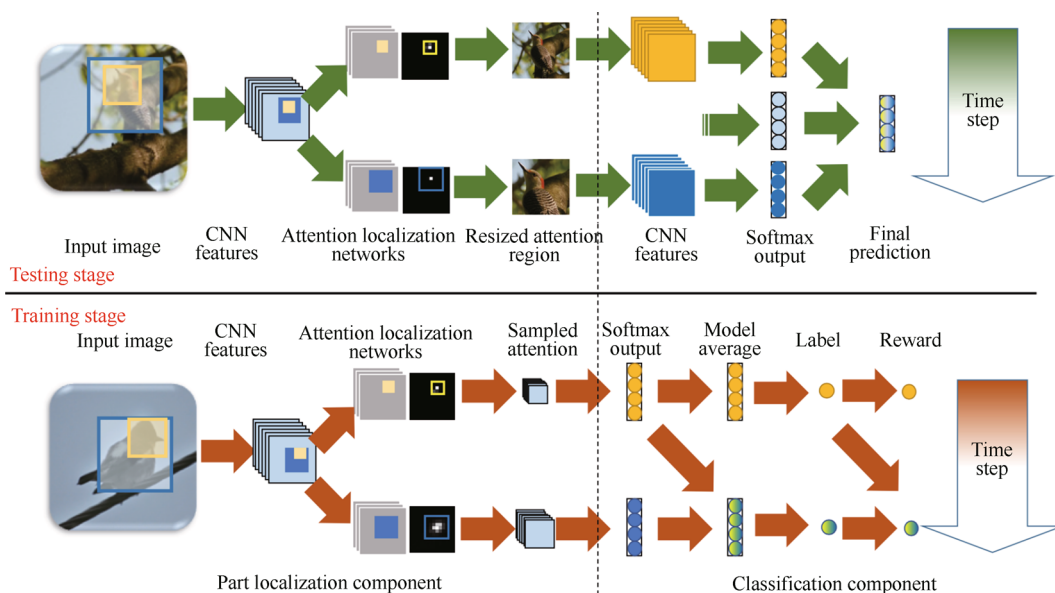 Time
step
Input image
CNN
features
Attention localization
networks
Resized attention
region
CNN
features
Softmax
output
Final
prediction
Testing stage
Training stage
Input image
CNN
features
Attention localization
networks
Sampled
attention
Softmax
output
Model
average
Label
Reward
Time
step
Part localization component
Classification component